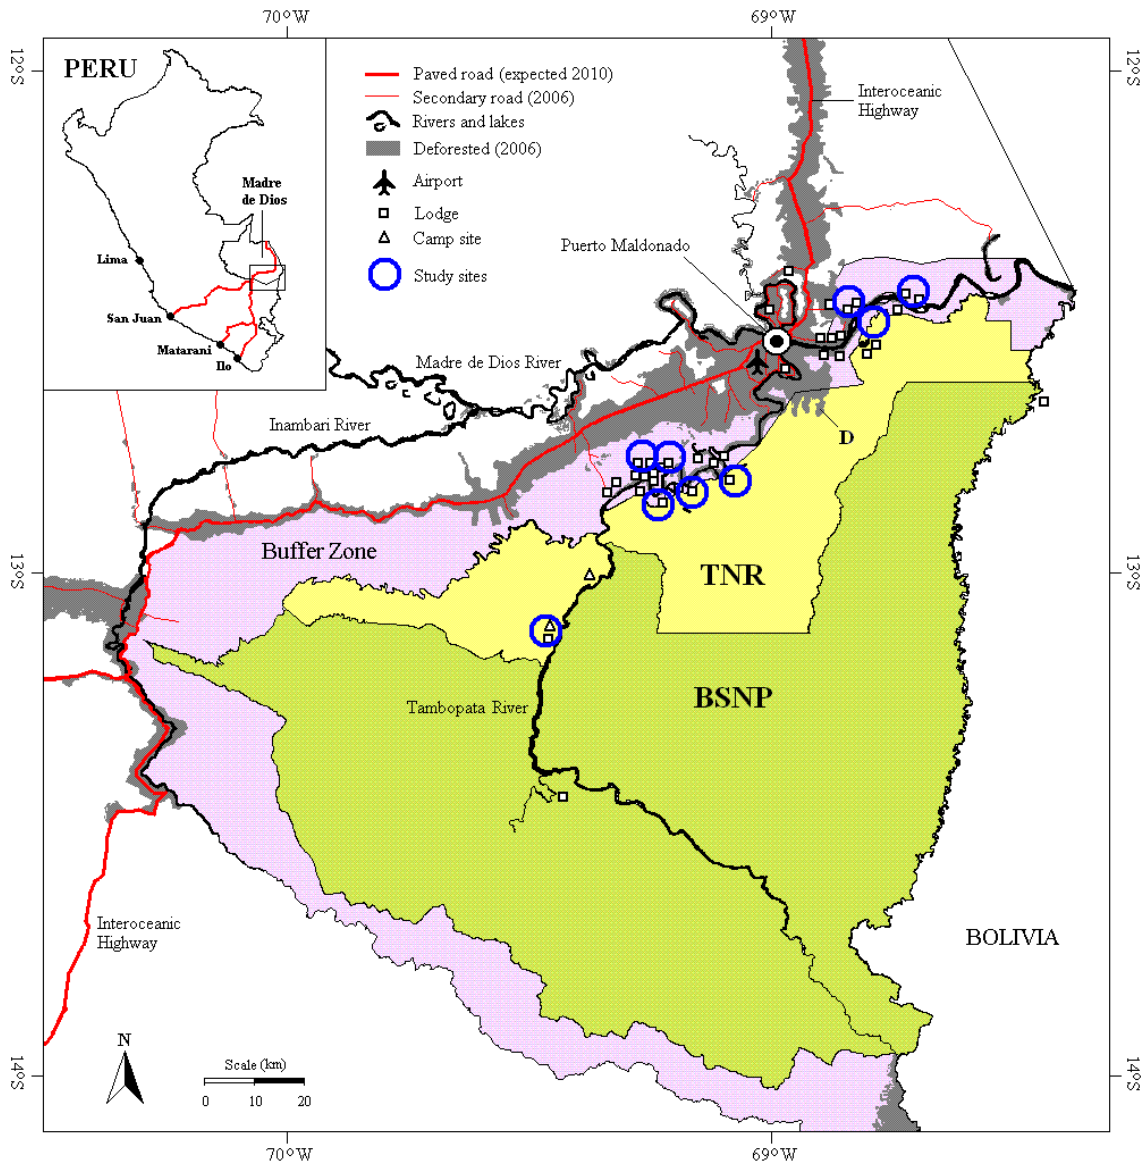 70°W
69°W
12°S
12°S
PERU
Madre
de Dios
Lima
San Juan
Matarani
Ilo
Paved road (expected 2010)
Secondary road (2006)
Rivers and lakes
Deforested (2006)
Airport
Lodge
Camp site
Study sites
Interoceanic
Highway
Puerto Maldonado
Madre de Dios River
Inambari River
D
Buffer Zone
13°S
13°S
TNR
BSNP
Tambopata River
Interoceanic
Highway
BOLIVIA
N
Scale (km)
0 10 20
14°S
14°S
70°W
69°W